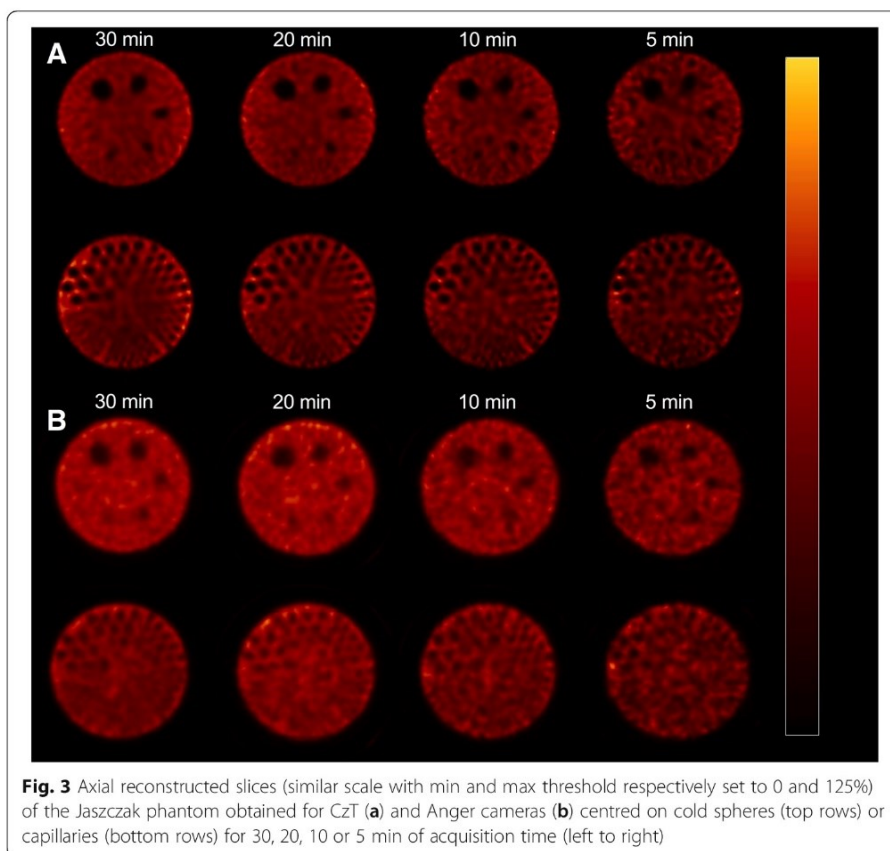 A
30 min 20 min 10 min 5 min
B
30 min 20 min 10 min 5 min
Fig. 3 Axial reconstructed slices (similar scale with min and max threshold respectively set to 0 and 125%)
of the Jaszczak phantom obtained for CzT (a) and Anger cameras (b) centred on cold spheres (top rows) or
capillaries (bottom rows) for 30, 20, 10 or 5 min of acquisition time (left to right)